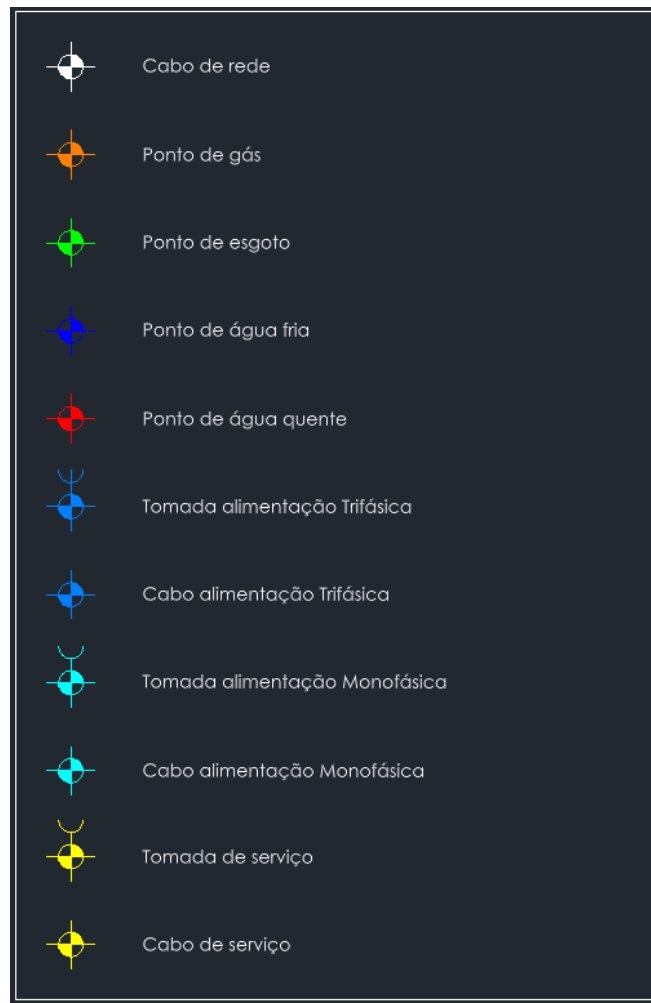 Cabo de rede
Ponto de gás
Ponto de esgoto
Ponto de água fria
Ponto de água quente
Tomada alimentação Trifásica
Cabo alimentação Trifásica
Tomada alimentação Monofásica
Cabo alimentação Monofásica
Tomada de serviço
Cabo de serviço